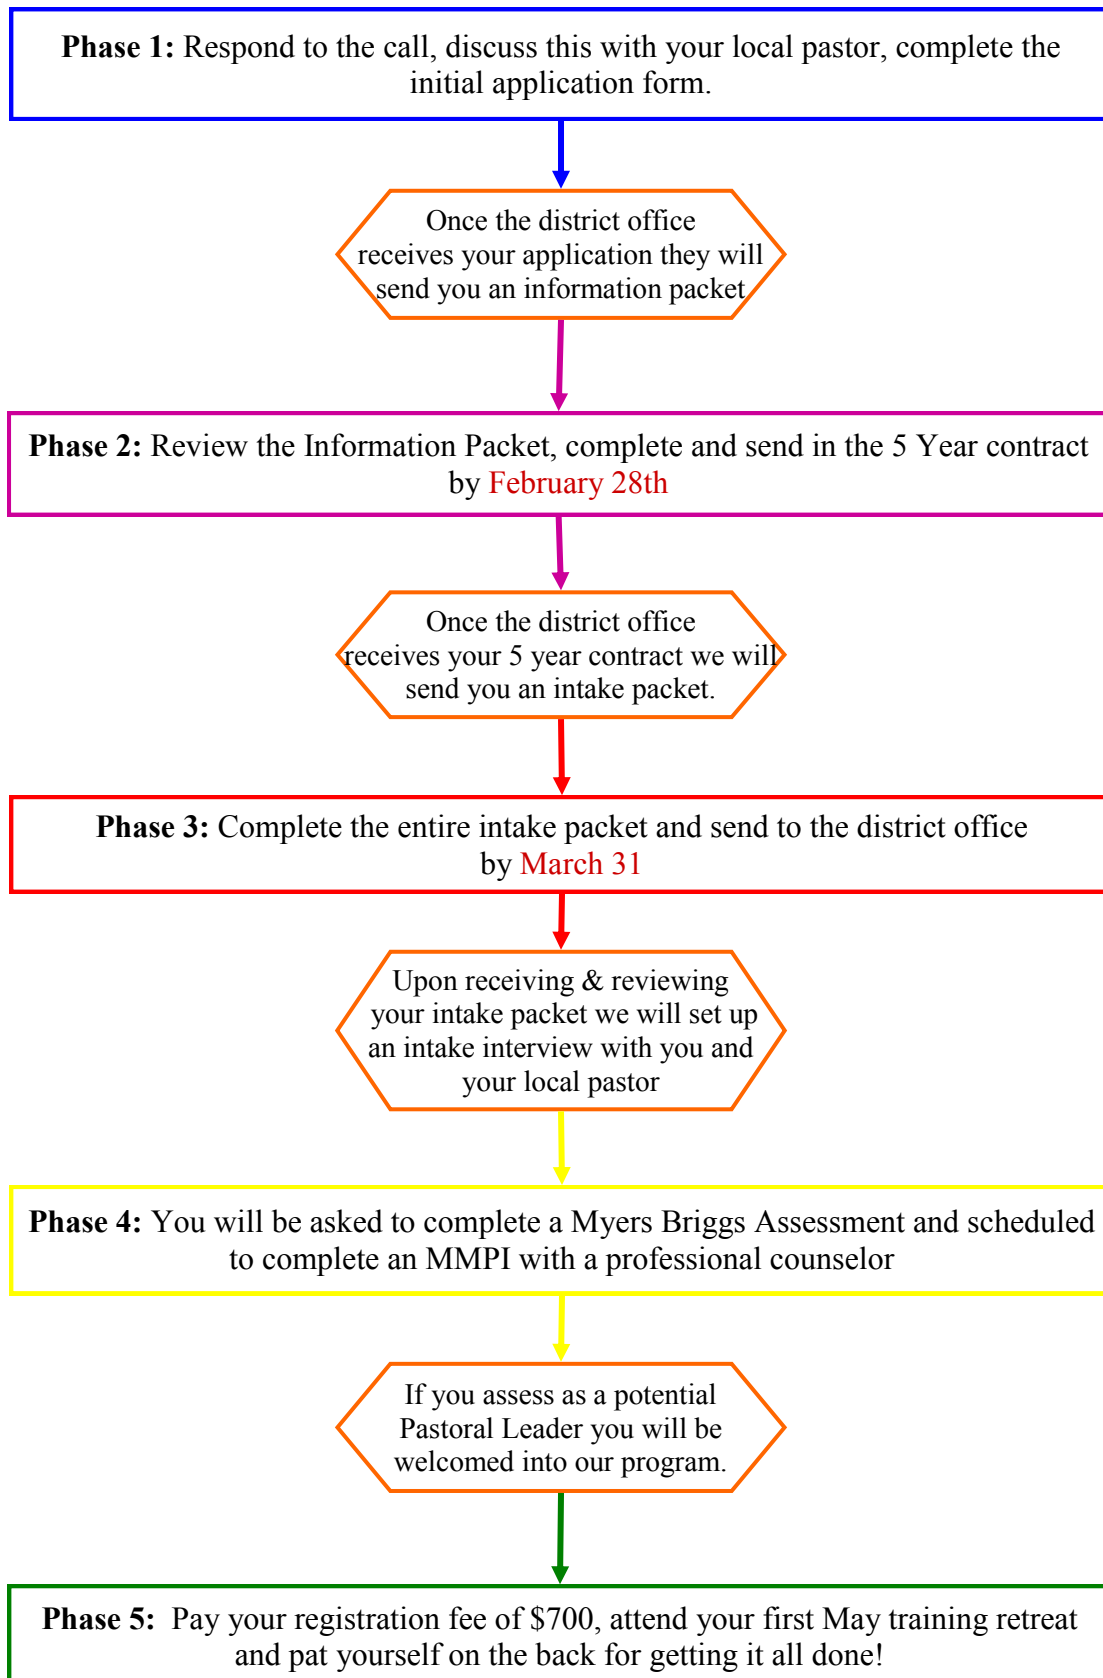 Phase 1: Respond to the call, discuss this with your local pastor, complete the
initial application form.
Once the district office
receives your application they will
send you an information packet
Phase 2: Review the Information Packet, complete and send in the 5 Year contract
by February 28th
Once the district office
receives your 5 year contract we will
send you an intake packet.
Phase 3: Complete the entire intake packet and send to the district office
by March 31
Upon receiving & reviewing
your intake packet we will set up
an intake interview with you and
your local pastor
Phase 4: You will be asked to complete a Myers Briggs Assessment and scheduled
to complete an MMPI with a professional counselor
If you assess as a potential
Pastoral Leader you will be
welcomed into our program.
Phase 5:  Pay your registration fee of $700, attend your first May training retreat
and pat yourself on the back for getting it all done!